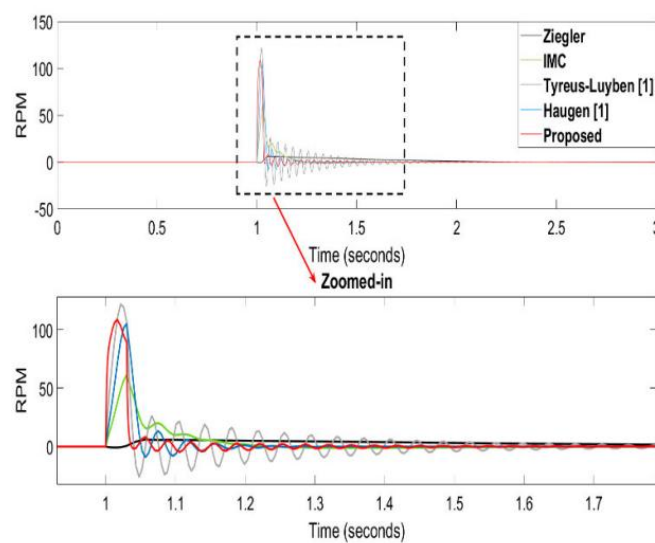 150
100
50
0
-50
RPM
Ziegler
IMC
Tyreus-Luyben [1]
Haugen [1]
Proposed
0 0.5 1 1.5 2 2.5 3
Time (seconds)
Zoomed-in
100
50
0
RPM
1 1.1 1.2 1.3 1.4 1.5 1.6 1.7
Time (seconds)